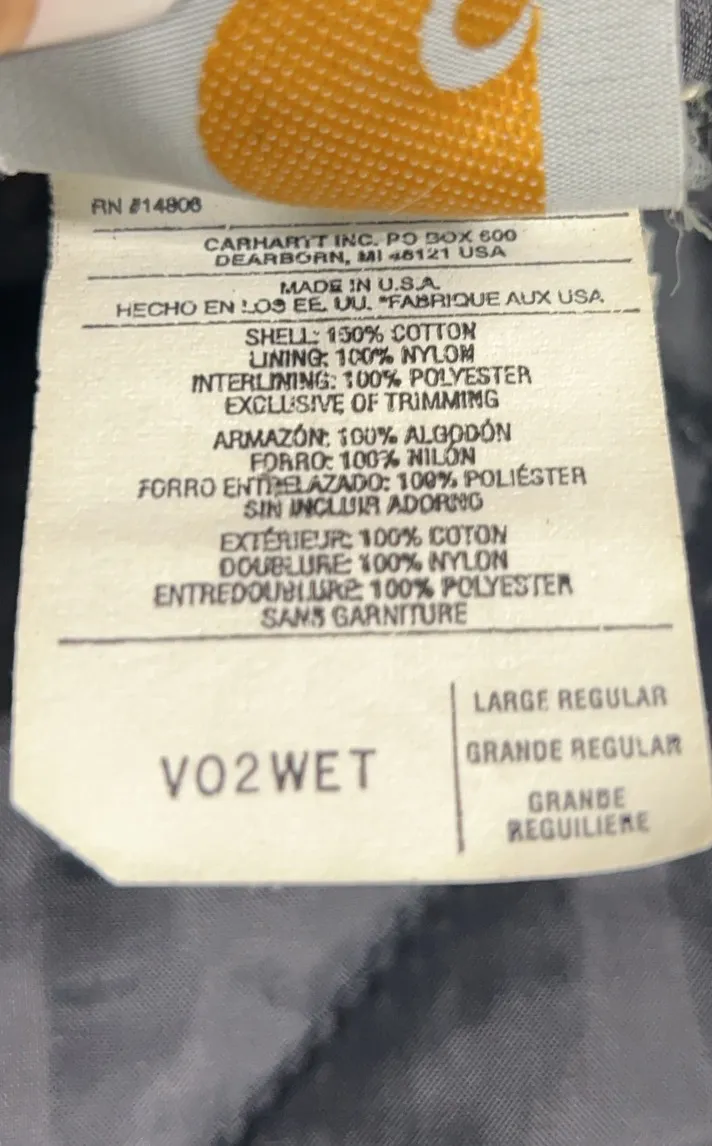 RN #14806
CARHARTT INC. PO BOX 600
DEARBORN, MI 48121 USA
MADE IN U.S.A.
HECHO EN LOS EE. UU. *FABRIQUE AUX USA
SHELL: 100% COTTON
LINING: 100% NYLON
INTERLINING: 100% POLYESTER
EXCLUSIVE OF TRIMMING
ARMAZÓN: 100% ALGODÓN
FORRO: 100% NILÓN
FORRO ENTRELAZADO: 100% POLIÉSTER
SIN INCLUIR ADORNO
EXTÉRIEUR: 100% COTON
DOUBLURE: 100% NYLON
ENTREDOUBLURE: 100% POLYESTER
SANS GARNITURE
VO2WET
LARGE REGULAR
GRANDE REGULAR
GRANDE
REGUILIERE